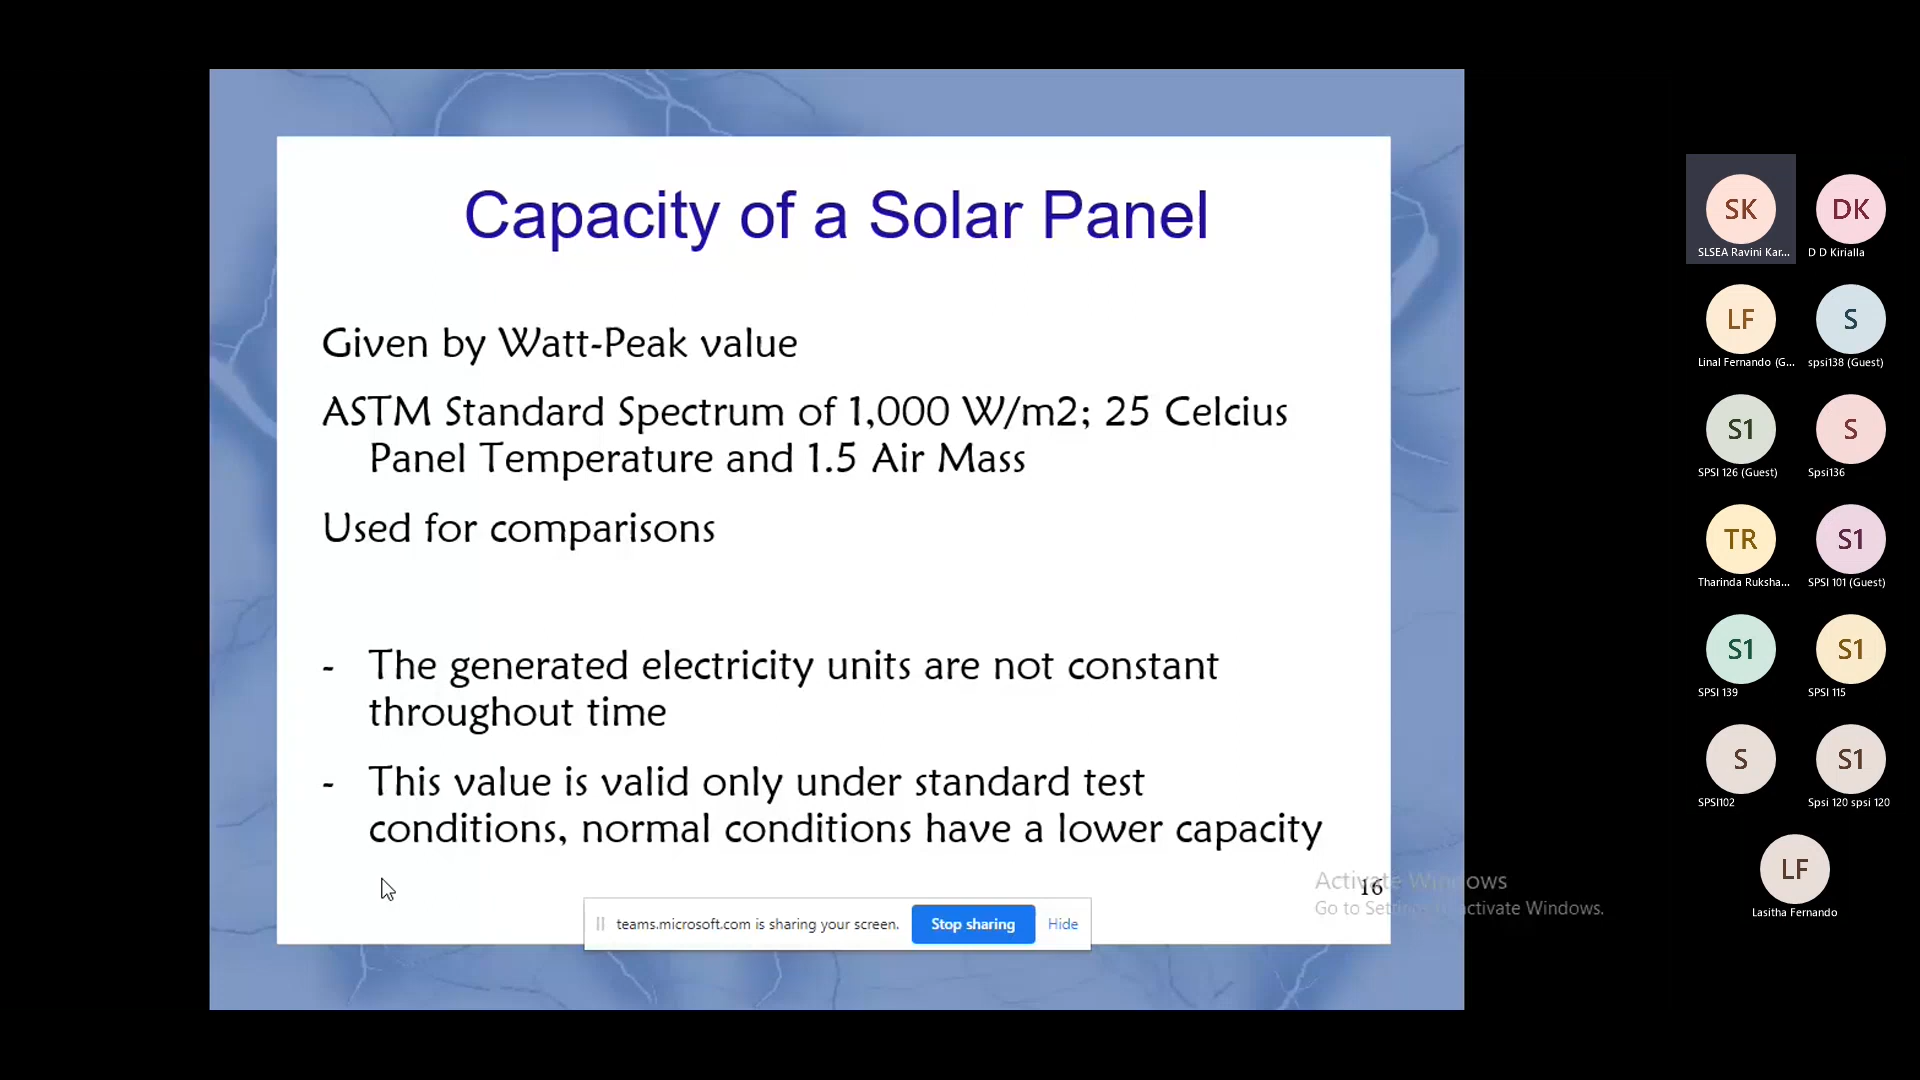 Capacity of a Solar Panel
Given by Watt-Peak value
ASTM Standard Spectrum of 1,000 W/m2; 25 Celcius
Panel Temperature and 1.5 Air Mass
Used for comparisons
- The generated electricity units are not constant
throughout time
- This value is valid only under standard test
conditions, normal conditions have a lower capacity
16
Activate Windows
Go to Settings to activate Windows.
teams.microsoft.com is sharing your screen. Stop sharing Hide
SK DK
SLSEA Ravini Kar... D D Kirialla
LF S
Linal Fernando (G... spsi138 (Guest)
S1 S
SPSI 126 (Guest) Spsi136
TR S1
Tharinda Ruksha... SPSI 101 (Guest)
S1 S1
SPSI 139 SPSI 115
S S1
SPSI102 Spsi 120 spsi 120
LF
Lasitha Fernando